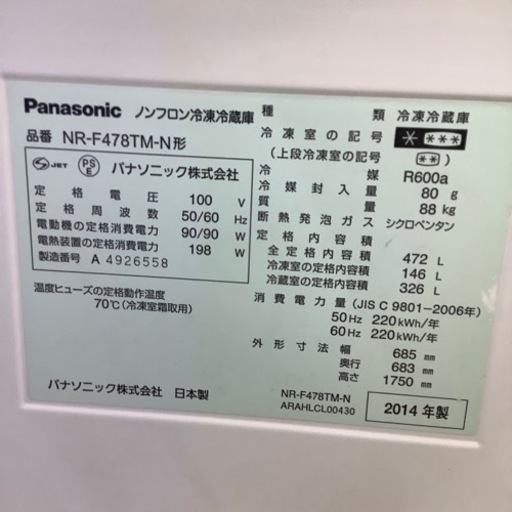 Panasonic ノンフロン冷凍冷蔵庫
品番 NR-F478TM-N形
S JET PS E パナソニック株式会社
定格電圧 100 V
定格周波数 50/60 Hz
電動機の定格消費電力 90/90 W
電熱装置の定格消費電力 198 W
製造番号 A 4926558
温度ヒューズの定格動作温度
70℃(冷凍室霜取用)
パナソニック株式会社 日本製
種類 冷凍冷蔵庫
冷凍室の記号 * ***
(上段冷凍室の記号 ** )
冷媒 R600a
冷媒封入量 80 g
質量 88 kg
断熱発泡ガス シクロペンタン
定格内容積
全定格内容積 472 L
冷凍室の定格内容積 146 L
冷蔵室の定格内容積 326 L
消費電力量 (JIS C 9801-2006年)
50Hz 220kWh/年
60Hz 220kWh/年
外形寸法 幅 685 mm
奥行 683 mm
高さ 1750 mm
NR-F478TM-N
ARAHLCL00430
2014年製